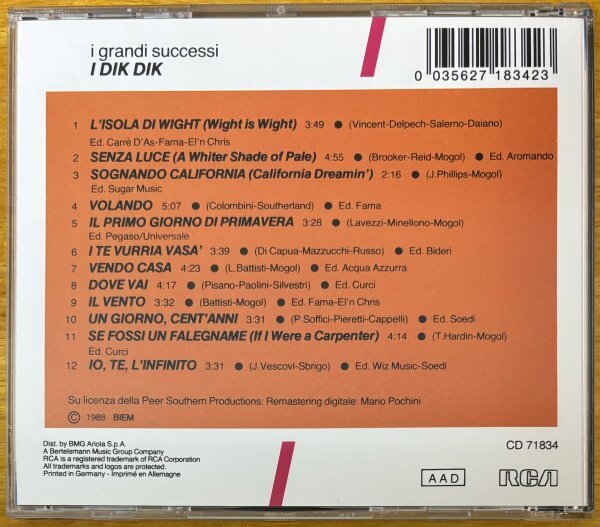 i grandi successi
I DIK DIK
0 035627 183423
1 L'ISOLA DI WIGHT (Wight is Wight) 3:49 ● (Vincent-Delpech-Salerno-Daiano)
Ed. Carrè D'As-Fama-El'n Chris
2 SENZA LUCE (A Whiter Shade of Pale) 4:55 ● (Brooker-Reid-Mogol) ● Ed. Aromando
3 SOGNANDO CALIFORNIA (California Dreamin') 2:16 ● (J.Phillips-Mogol)
Ed. Sugar Music
4 VOLANDO 5:07 ● (Colombini-Southerland) ● Ed. Fama
5 IL PRIMO GIORNO DI PRIMAVERA 3:28 ● (Lavezzi-Minellono-Mogol)
Ed. Pegaso/Universale
6 I TE VURRIA VASA' 3:39 ● (Di Capua-Mazzucchi-Russo) ● Ed. Bideri
7 VENDO CASA 4:23 ● (L.Battisti-Mogol) ● Ed. Acqua Azzurra
8 DOVE VAI 4:17 ● (Pisano-Paolini-Silvestri) ● Ed. Curci
9 IL VENTO 3:32 ● (Battisti-Mogol) ● Ed. Fama-El'n Chris
10 UN GIORNO, CENT'ANNI 3:31 ● (P.Soffici-Pieretti-Cappelli) ● Ed. Soedi
11 SE FOSSI UN FALEGNAME (If I Were a Carpenter) 4:14 ● (T.Hardin-Mogol)
Ed. Curci
12 IO, TE, L'INFINITO 3:31 ● (J.Vescovi-Sbrigo) ● Ed. Wiz Music-Soedi
Su licenza della Peer Southern Productions; Remastering digitale: Mario Pochini
© 1988 BIEM
Dist. by BMG Ariola S.p.A.
A Bertelsmann Music Group Company
RCA is a registered trademark of RCA Corporation
All trademarks and logos are protected.
Printed in Germany - Imprimé en Allemagne
CD 71834
AAD
RCA